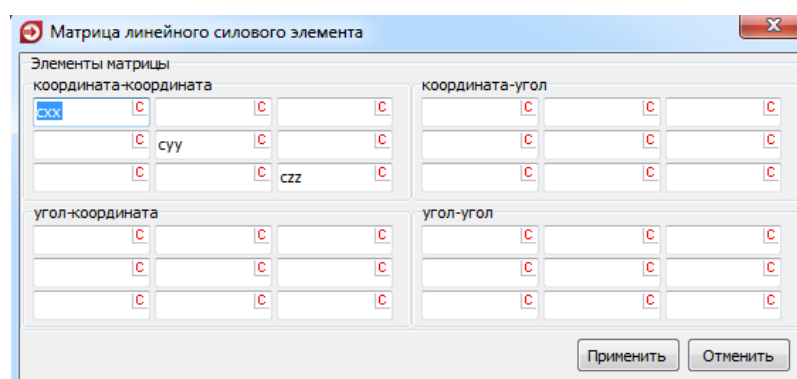 Матрица линейного силового элемента
Элементы матрицы
координата-координата
координата-угол
cxx C C C C C C
C cyy C C C C C
C C czz C C C C
угол-координата
угол-угол
C C C C C C
C C C C C C
C C C C C C
Применить Отменить